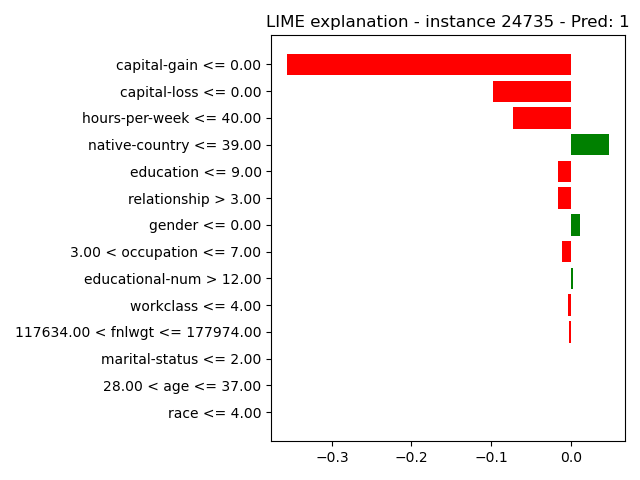 LIME explanation - instance 24735 - Pred: 1
capital-gain <= 0.00
capital-loss <= 0.00
hours-per-week <= 40.00
native-country <= 39.00
education <= 9.00
relationship > 3.00
gender <= 0.00
3.00 < occupation <= 7.00
educational-num > 12.00
workclass <= 4.00
117634.00 < fnlwgt <= 177974.00
marital-status <= 2.00
28.00 < age <= 37.00
race <= 4.00
−0.3 −0.2 −0.1 0.0